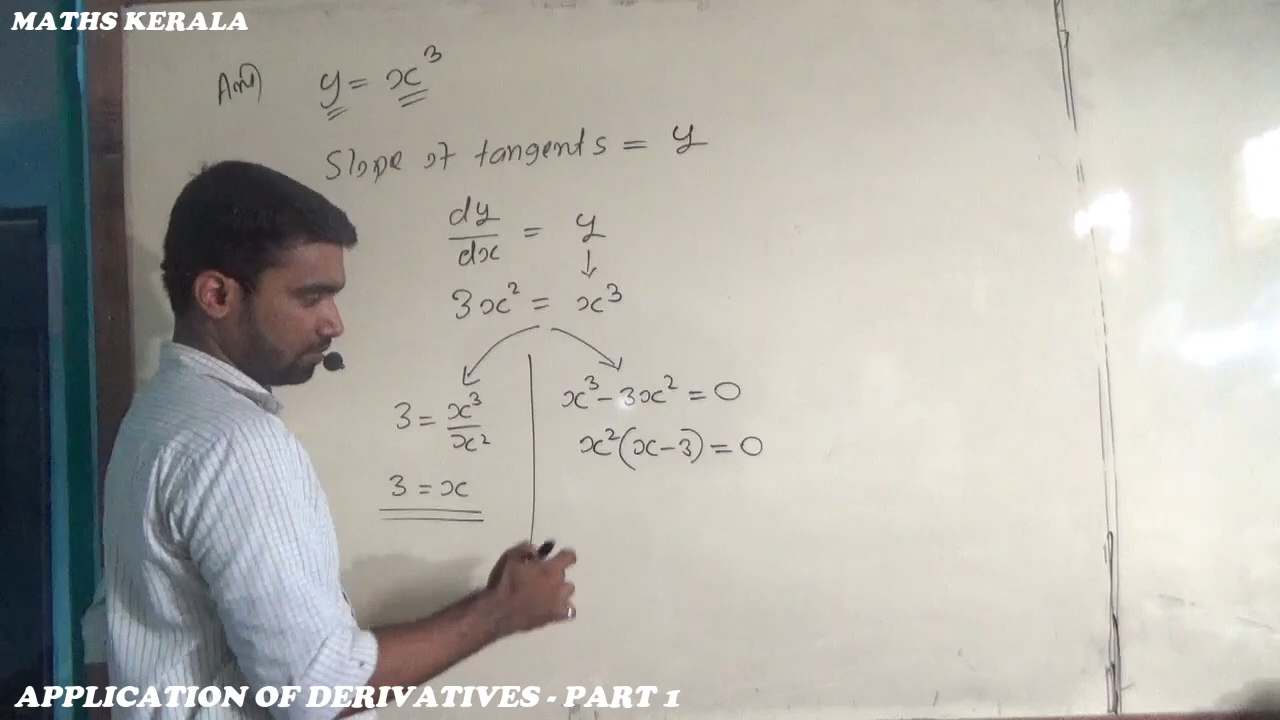 MATHS KERALA
Ans) y = x³
Slope of tangents = y
dy/dx = y
↓
3x² = x³
3 = x³/x²
3 = x
x³ - 3x² = 0
x²(x-3) = 0
APPLICATION OF DERIVATIVES - PART 1